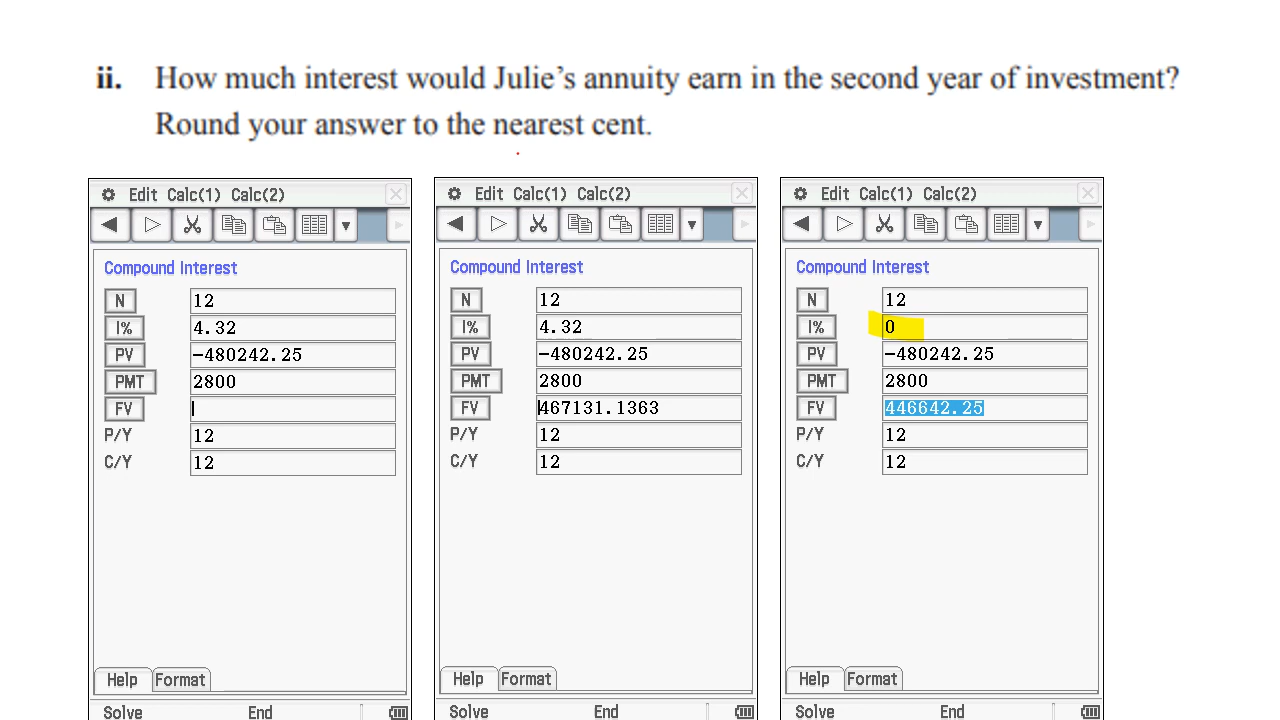 ii. How much interest would Julie’s annuity earn in the second year of investment?
Round your answer to the nearest cent.
Edit Calc(1) Calc(2)
Compound Interest
N 12
I% 4.32
PV -480242.25
PMT 2800
FV
P/Y 12
C/Y 12
Help Format
Solve End
Edit Calc(1) Calc(2)
Compound Interest
N 12
I% 4.32
PV -480242.25
PMT 2800
FV 467131.1363
P/Y 12
C/Y 12
Help Format
Solve End
Edit Calc(1) Calc(2)
Compound Interest
N 12
I% 0
PV -480242.25
PMT 2800
FV 446642.25
P/Y 12
C/Y 12
Help Format
Solve End